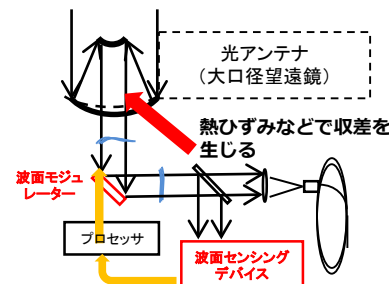 光アンテナ
（大口径望遠鏡）
熱ひずみなどで収差を
生じる
波面モジュ
レーター
プロセッサ
波面センシング
デバイス